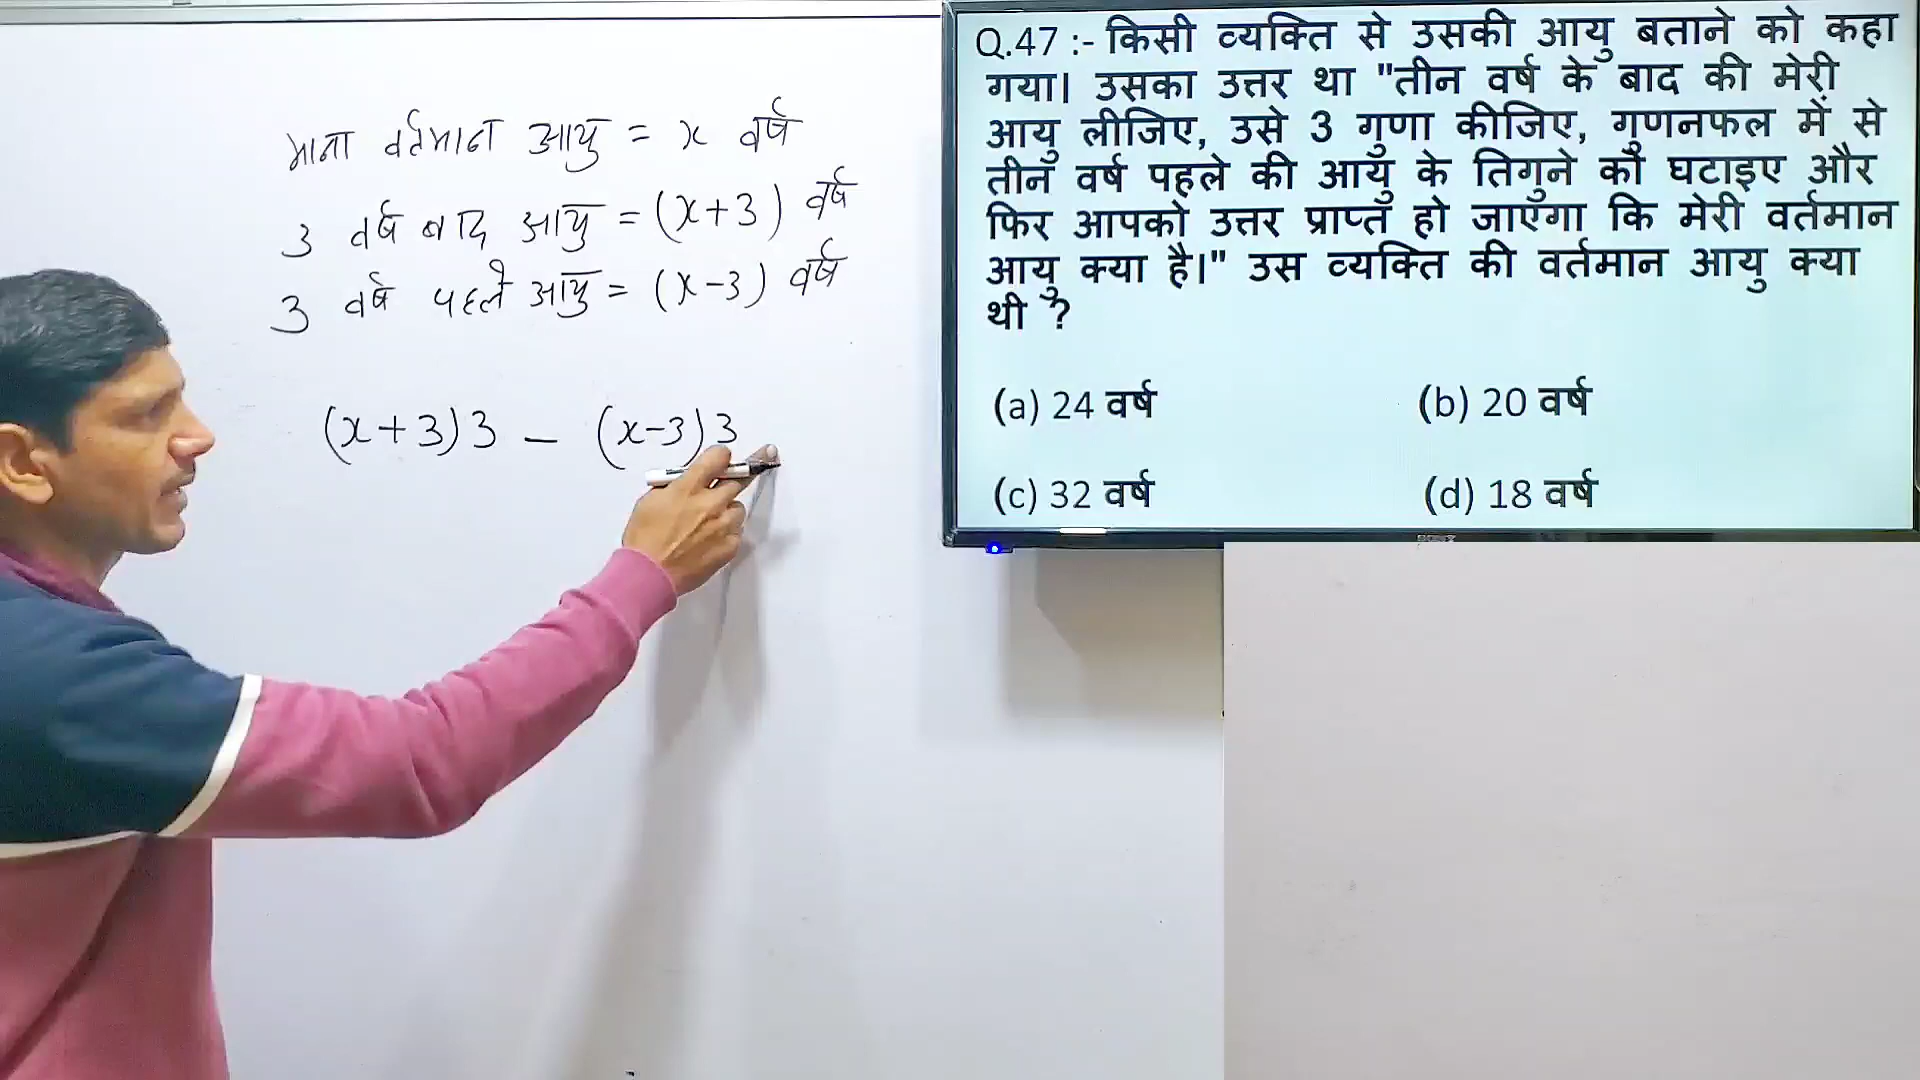 माना वर्तमान आयु = x वर्ष
3 वर्ष बाद आयु = (x+3) वर्ष
3 वर्ष पहले आयु = (x-3) वर्ष
(x+3)3 - (x-3)3
Q.47 :- किसी व्यक्ति से उसकी आयु बताने को कहा
गया। उसका उत्तर था "तीन वर्ष के बाद की मेरी
आयु लीजिए, उसे 3 गुणा कीजिए, गुणनफल में से
तीन वर्ष पहले की आयु के तिगुने को घटाइए और
फिर आपको उत्तर प्राप्त हो जाएगा कि मेरी वर्तमान
आयु क्या है।" उस व्यक्ति की वर्तमान आयु क्या
थी ?
(a) 24 वर्ष (b) 20 वर्ष
(c) 32 वर्ष (d) 18 वर्ष
SONY